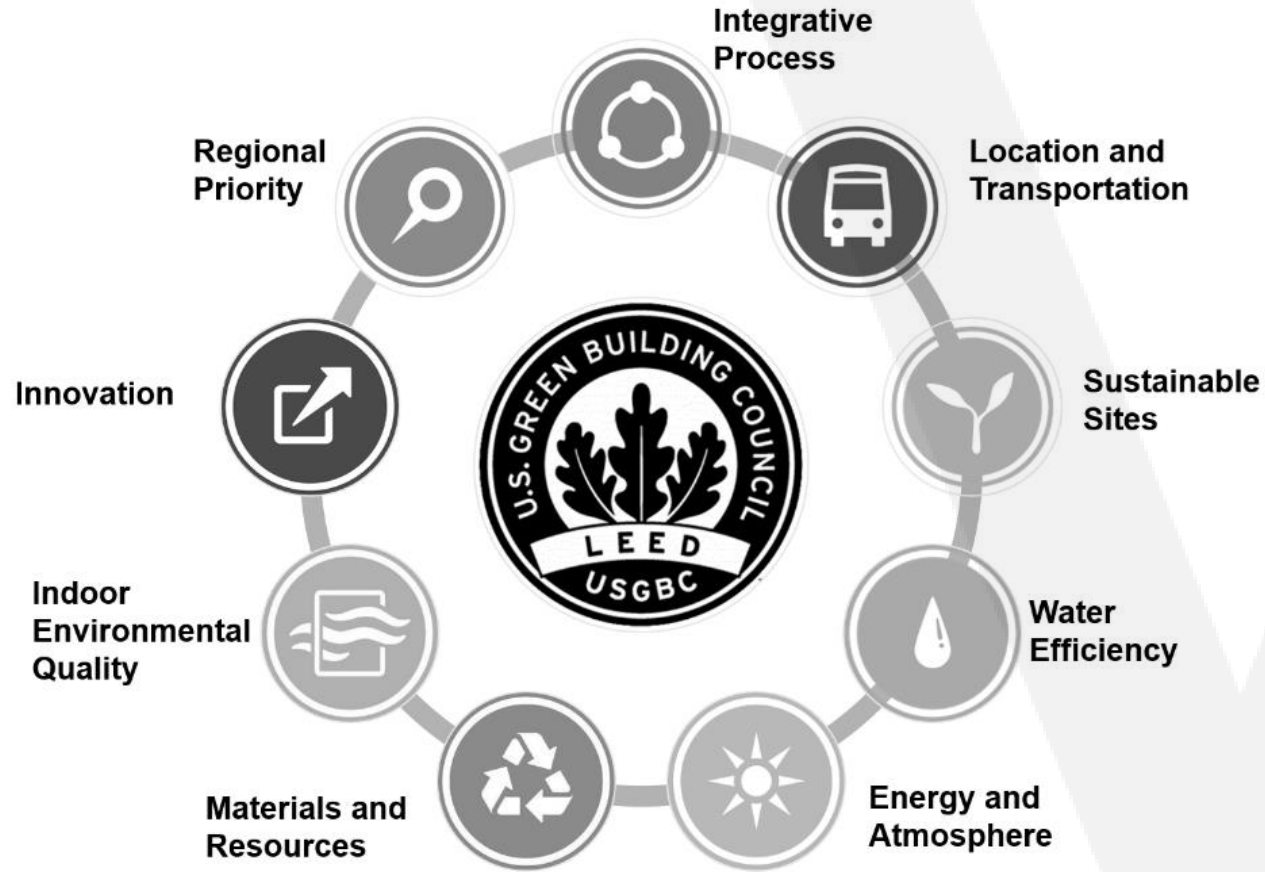 Integrative
Process
Location and
Transportation
Sustainable
Sites
Water
Efficiency
Energy and
Atmosphere
Materials and
Resources
Indoor
Environmental
Quality
Innovation
Regional
Priority
U.S. GREEN BUILDING COUNCIL
LEED
USGBC